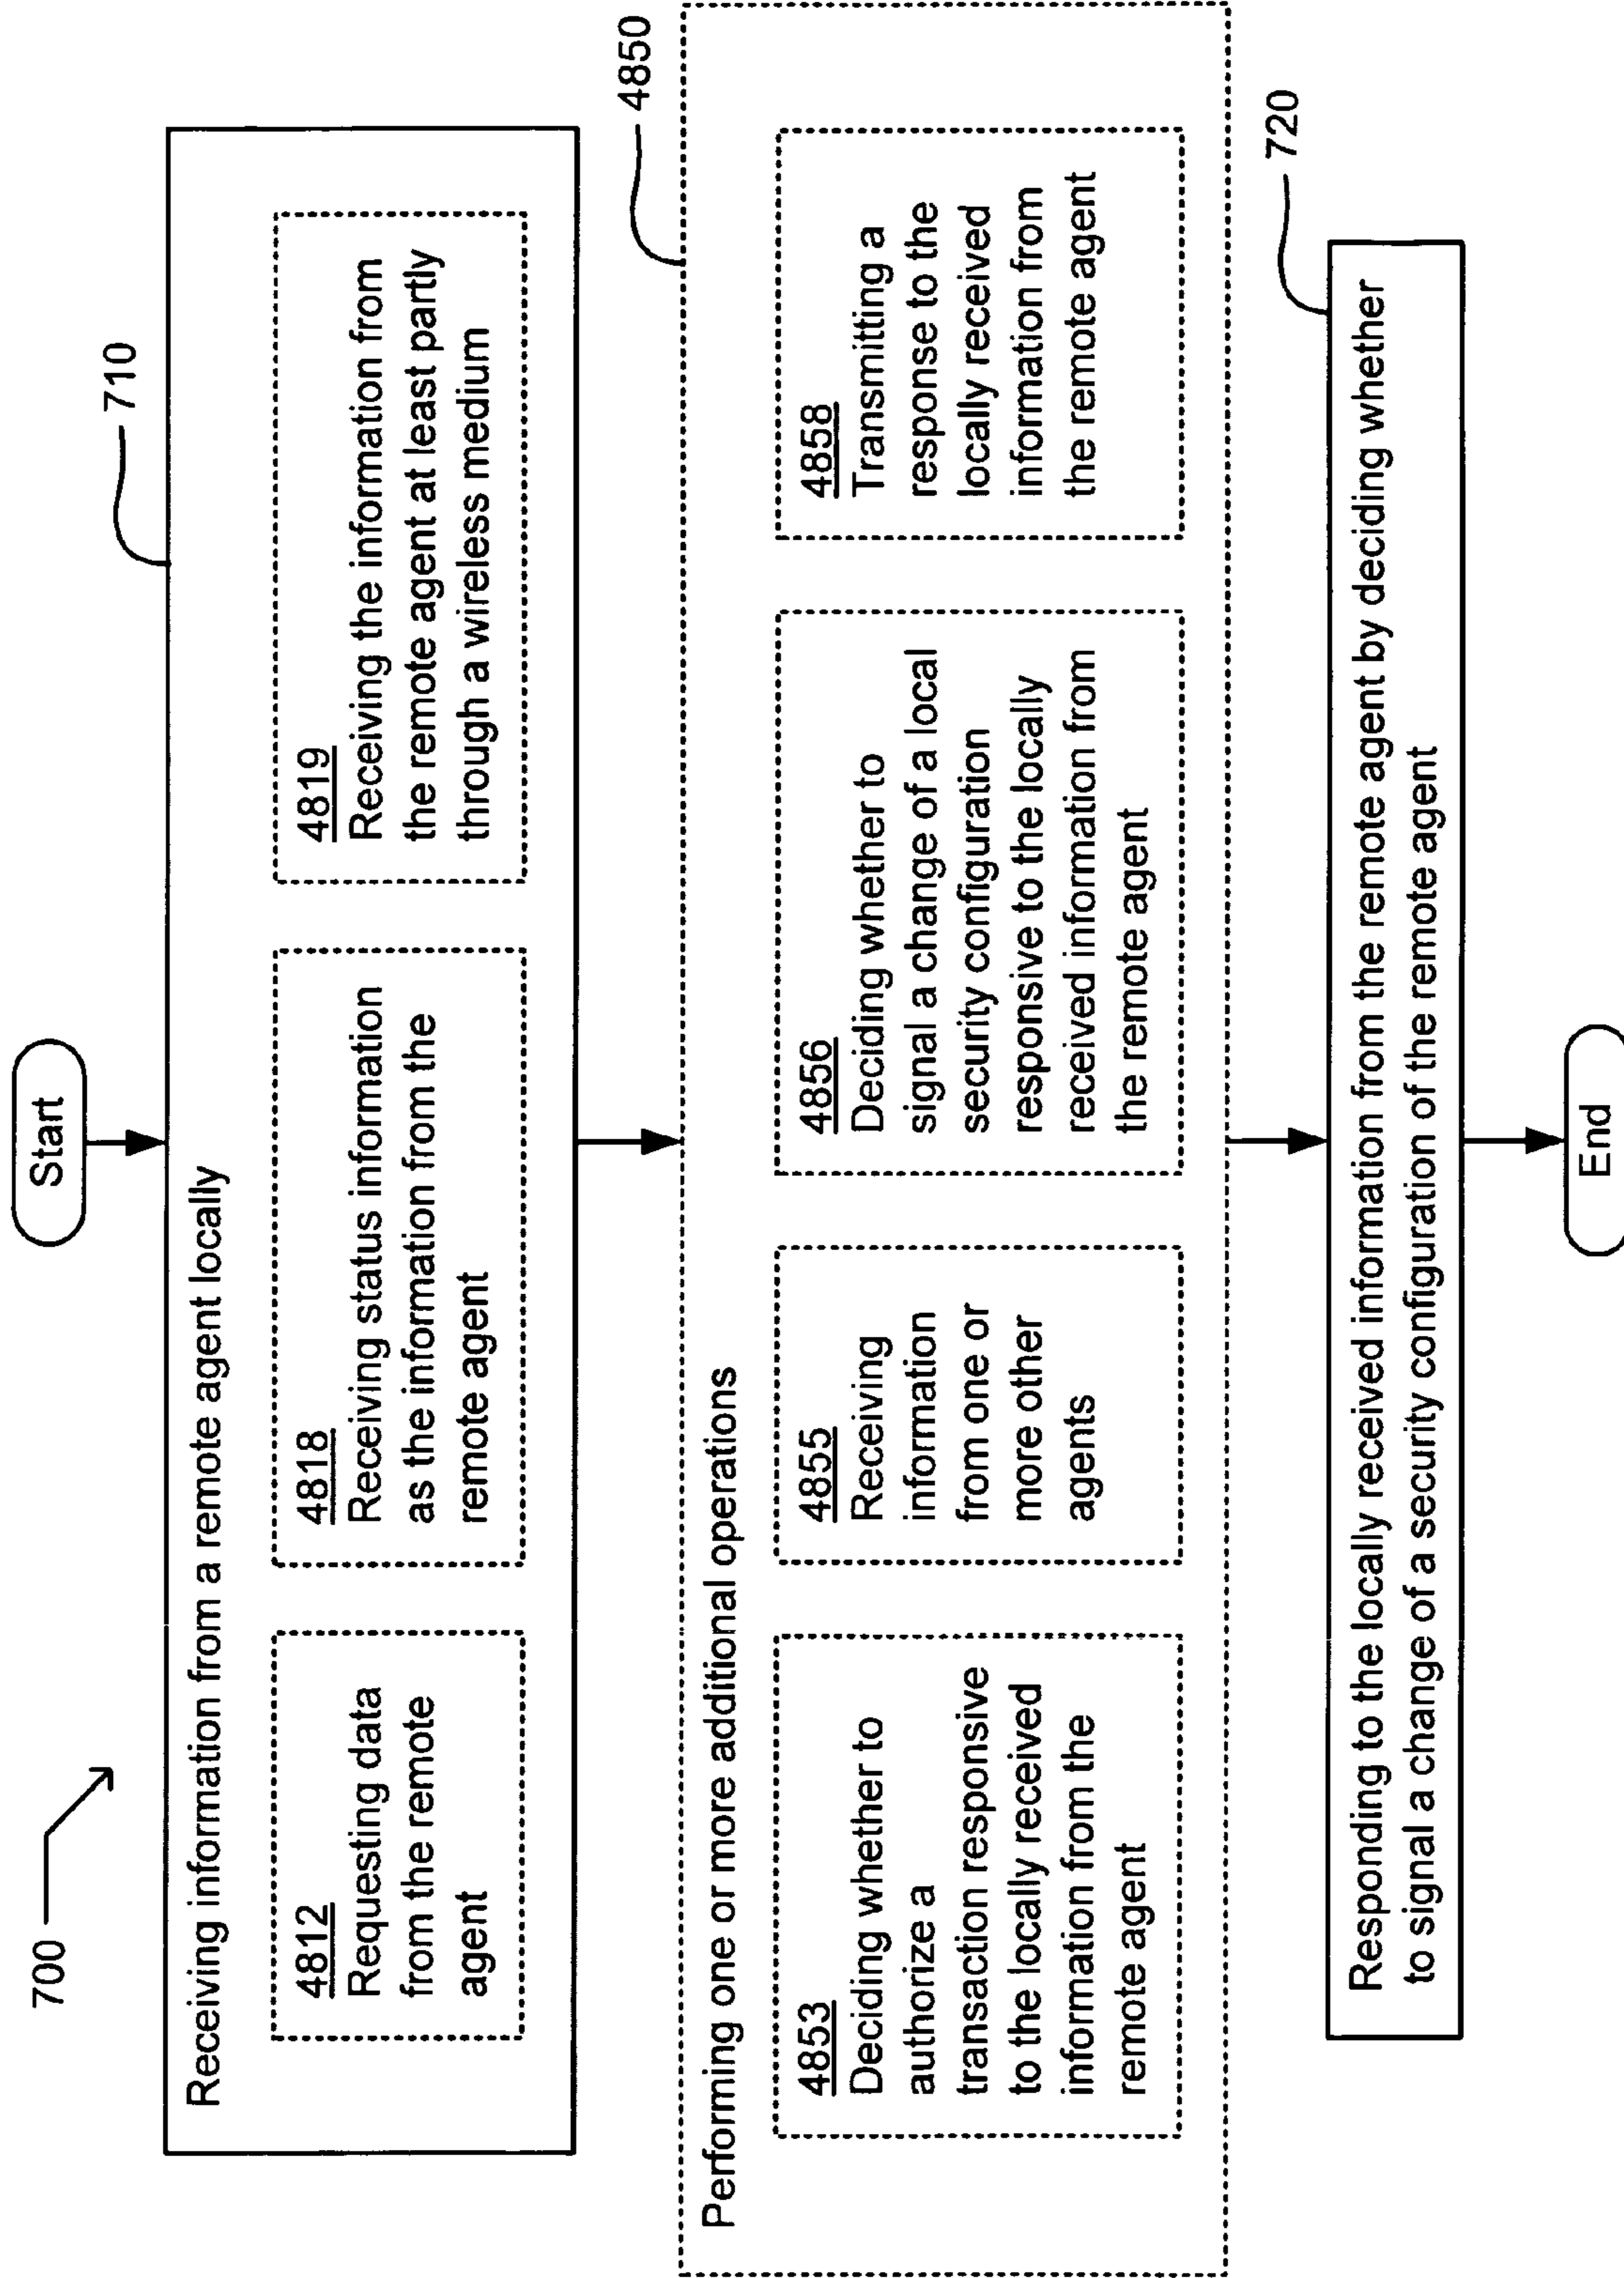 700
Start
710
Receiving information from a remote agent locally
4812
Requesting data
from the remote
agent
4818
Receiving status information
as the information from the
remote agent
4819
Receiving the information from
the remote agent at least partly
through a wireless medium
4850
Performing one or more additional operations
4853
Deciding whether to
authorize a
transaction responsive
to the locally received
information from the
remote agent
4855
Receiving
information
from one or
more other
agents
4856
Deciding whether to
signal a change of a local
security configuration
responsive to the locally
received information from
the remote agent
4858
Transmitting a
response to the
locally received
information from
the remote agent
720
Responding to the locally received information from the remote agent by deciding whether
to signal a change of a security configuration of the remote agent
End